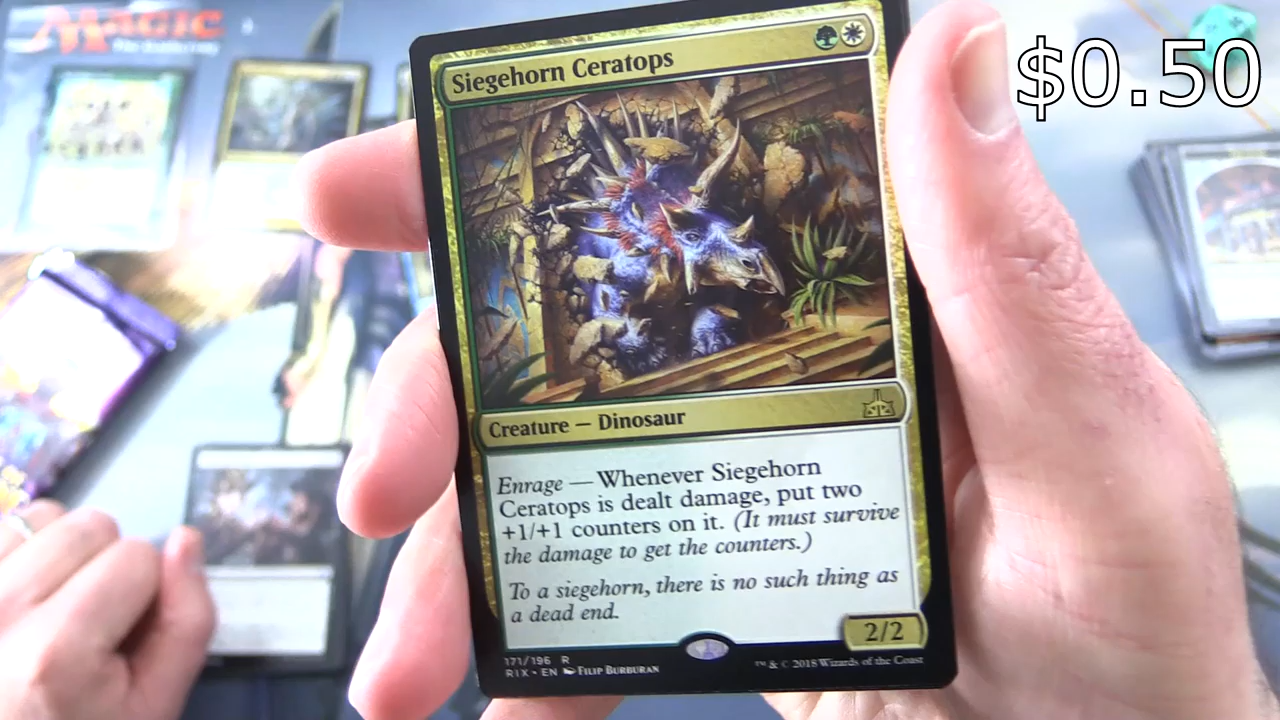 MAGIC
The Gathering
$0.50
Siegehorn Ceratops
Creature — Dinosaur
Enrage — Whenever Siegehorn
Ceratops is dealt damage, put two
+1/+1 counters on it. (It must survive
the damage to get the counters.)
To a siegehorn, there is no such thing as
a dead end.
2/2
171/196 R
RIX • EN Filip Burburan
™ & © 2018 Wizards of the Coast